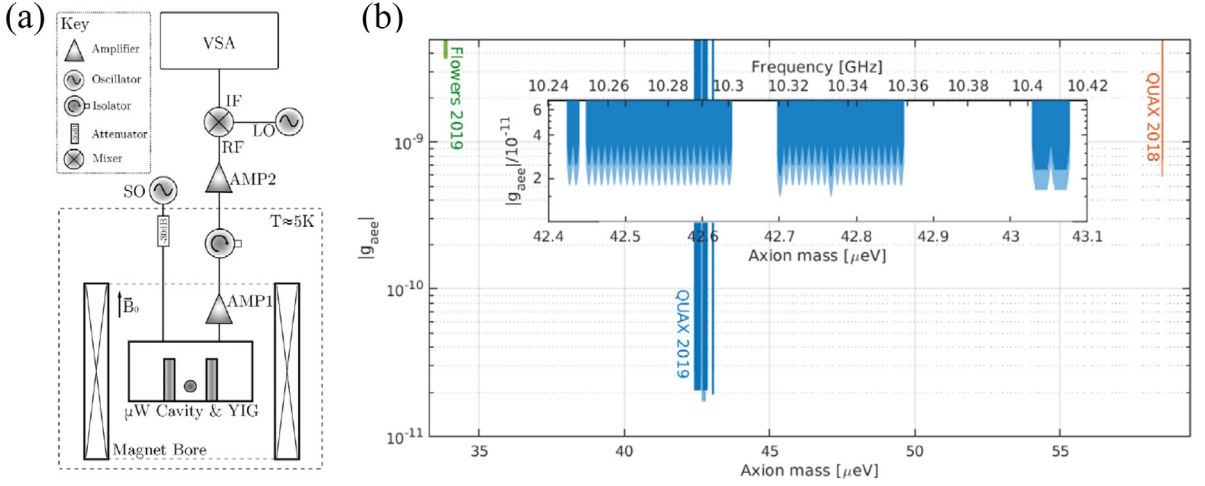 (a)
Key
Amplifier
Oscillator
Isolator
Attenuator
Mixer
VSA
IF
LO
RF
AMP2
SO
-30dB
T≈5K
AMP1
B̄₀
μW Cavity & YIG
Magnet Bore
(b)
|gaee|
10-9
10-10
10-11
35
40
45
50
55
Axion mass [μeV]
Flowers 2019
QUAX 2019
QUAX 2018
Frequency [GHz]
10.24
10.26
10.28
10.3
10.32
10.34
10.36
10.38
10.4
10.42
|gaee|/10-11
6
4
2
42.4
42.5
42.6
42.7
42.8
42.9
43
43.1
Axion mass [μeV]